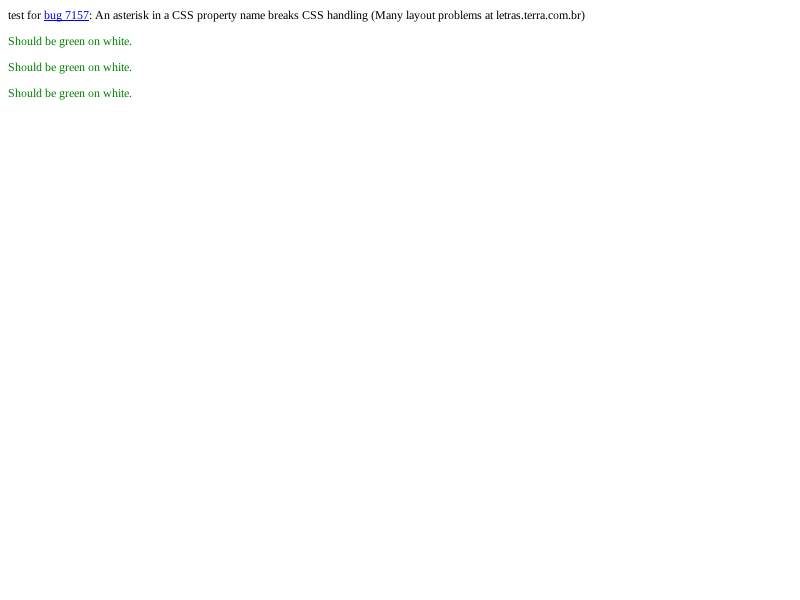 test for bug 7157: An asterisk in a CSS property name breaks CSS handling (Many layout problems at letras.terra.com.br)
Should be green on white.
Should be green on white.
Should be green on white.